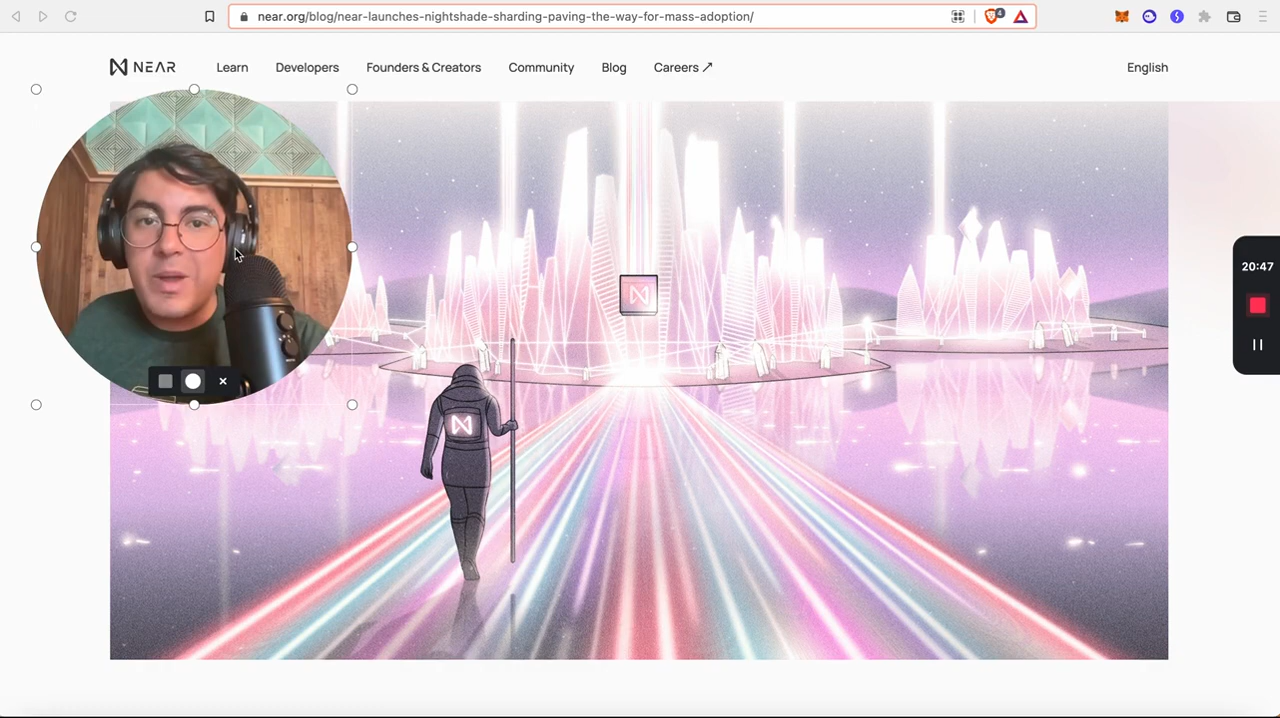 near.org/blog/near-launches-nightshade-sharding-paving-the-way-for-mass-adoption/
4
NEAR Learn Developers Founders & Creators Community Blog Careers ↗ English
20:47